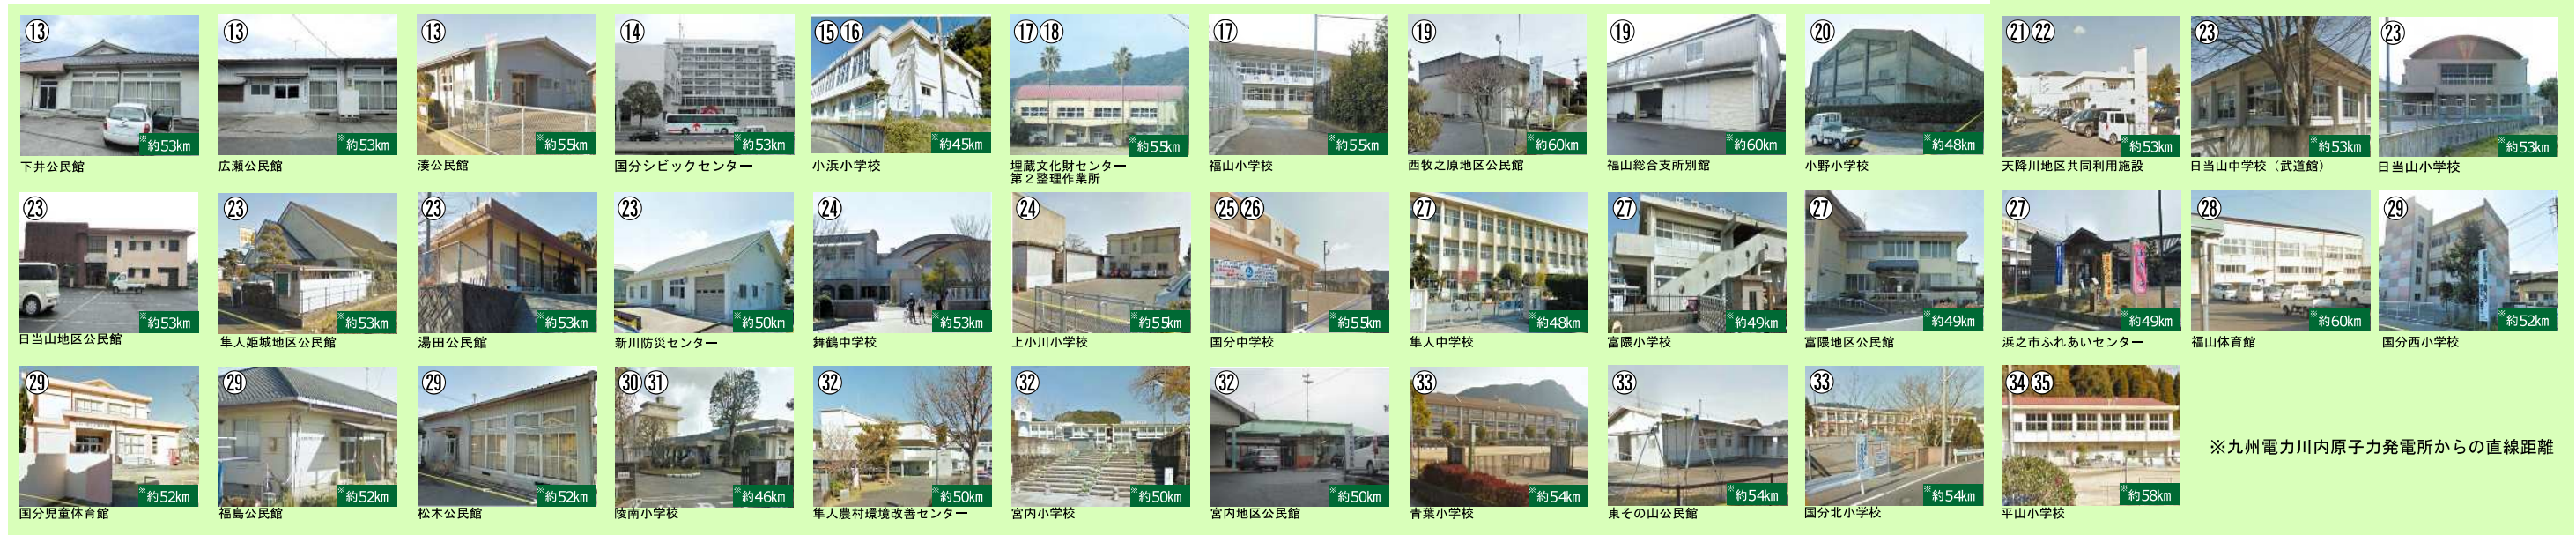 ⑬
※約53km
下井公民館
⑬
※約53km
広瀬公民館
⑬
※約55km
湊公民館
⑭
※約53km
国分シビックセンター
⑮⑯
※約45km
小浜小学校
⑰⑱
※約55km
埋蔵文化財センター
第２整理作業所
⑰
※約55km
福山小学校
⑲
※約60km
西牧之原地区公民館
⑲
※約60km
福山総合支所別館
⑳
※約48km
小野小学校
㉑㉒
※約53km
天降川地区共同利用施設
㉓
※約53km
日当山中学校（武道館）
㉓
※約53km
日当山小学校
㉓
※約53km
日当山地区公民館
㉓
※約53km
隼人姫城地区公民館
㉓
※約53km
湯田公民館
㉓
※約50km
新川防災センター
㉔
※約53km
舞鶴中学校
㉔
※約55km
上小川小学校
㉕㉖
※約55km
国分中学校
㉗
※約48km
隼人中学校
㉗
※約49km
富隈小学校
㉗
※約49km
富隈地区公民館
㉗
※約49km
浜之市ふれあいセンター
㉘
※約60km
福山体育館
㉙
※約52km
国分西小学校
㉙
※約52km
国分児童体育館
㉙
※約52km
福島公民館
㉙
※約52km
松木公民館
㉚㉛
※約46km
陵南小学校
㉜
※約50km
隼人農村環境改善センター
㉜
※約50km
宮内小学校
㉜
※約50km
宮内地区公民館
㉝
※約54km
青葉小学校
㉝
※約54km
東その山公民館
㉝
※約54km
国分北小学校
㉞㉟
※約58km
平山小学校
※九州電力川内原子力発電所からの直線距離